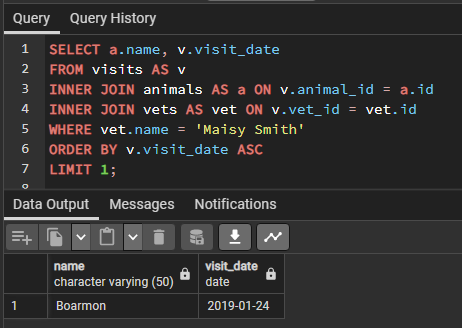 Query Query History
1 SELECT a.name, v.visit_date
2 FROM visits AS v
3 INNER JOIN animals AS a ON v.animal_id = a.id
4 INNER JOIN vets AS vet ON v.vet_id = vet.id
5 WHERE vet.name = 'Maisy Smith'
6 ORDER BY v.visit_date ASC
7 LIMIT 1;
8
Data Output Messages Notifications
name visit_date
character varying (50) date
1 Boarmon 2019-01-24